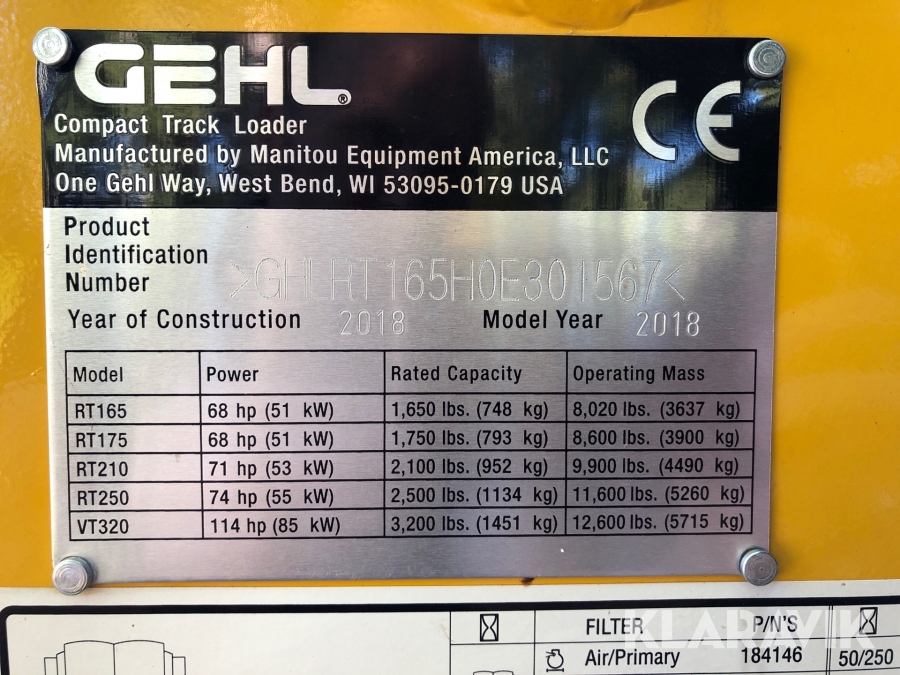 GEHL®
CE
Compact Track Loader
Manufactured by Manitou Equipment America, LLC
One Gehl Way, West Bend, WI 53095-0179 USA
Product
Identification
Number >GHLRT165H0E301567<
Year of Construction 2018 Model Year 2018
Model Power Rated Capacity Operating Mass
RT165 68 hp (51 kW) 1,650 lbs. (748 kg) 8,020 lbs. (3637 kg)
RT175 68 hp (51 kW) 1,750 lbs. (793 kg) 8,600 lbs. (3900 kg)
RT210 71 hp (53 kW) 2,100 lbs. (952 kg) 9,900 lbs. (4490 kg)
RT250 74 hp (55 kW) 2,500 lbs. (1134 kg) 11,600 lbs. (5260 kg)
VT320 114 hp (85 kW) 3,200 lbs. (1451 kg) 12,600 lbs. (5715 kg)
FILTER P/N'S
KLARAVIK
Air/Primary 184146 50/250